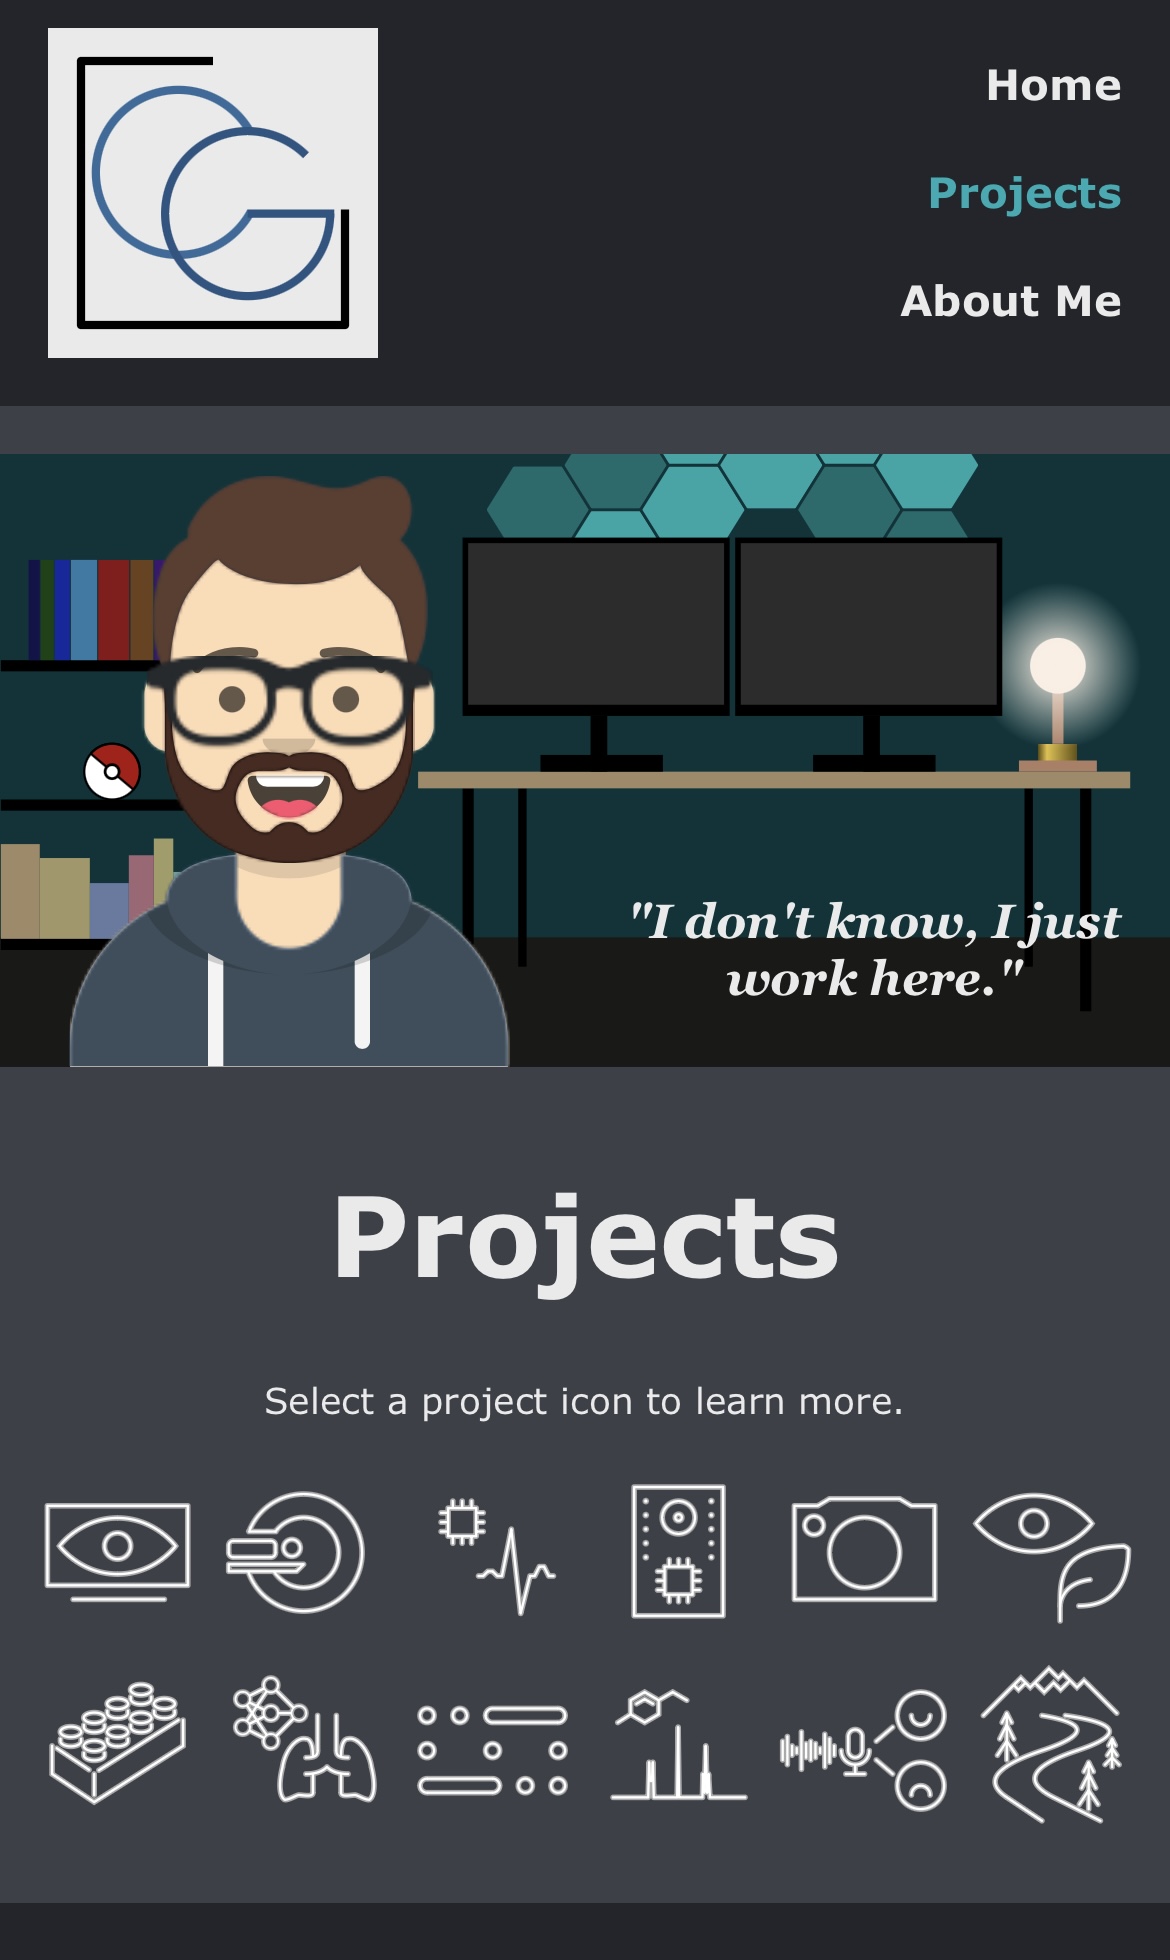 Home
Projects
About Me
"I don't know, I just
work here."
Projects
Select a project icon to learn more.